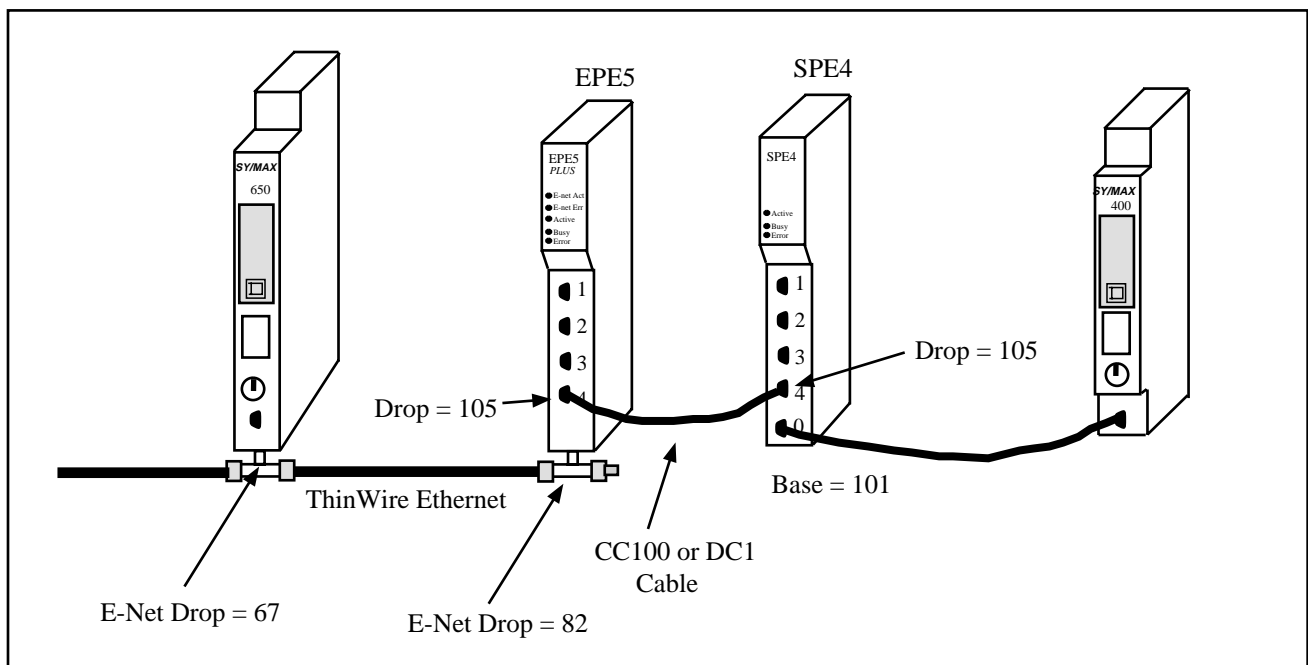 EPE5
SPE4
SY/MAX
650
EPE5
PLUS
E-net Act
E-net Err
Active
Busy
Error
1
2
3
4
SPE4
Active
Busy
Error
1
2
3
4
0
SY/MAX
400
Drop = 105
Drop = 105
Base = 101
ThinWire Ethernet
CC100 or DC1
Cable
E-Net Drop = 67
E-Net Drop = 82